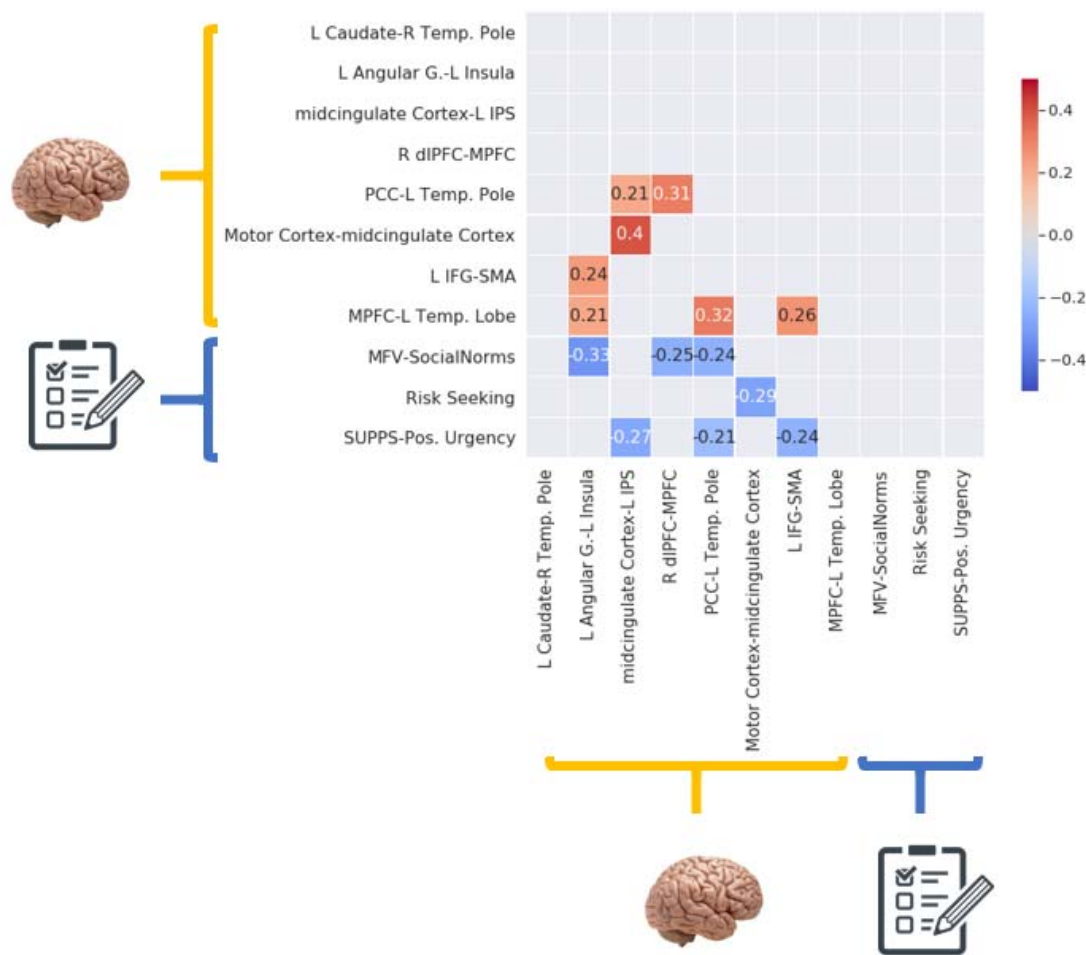 L Caudate-R Temp. Pole
L Angular G.-L Insula
midcingulate Cortex-L IPS
R dlPFC-MPFC
PCC-L Temp. Pole 0.21 0.31
Motor Cortex-midcingulate Cortex 0.4
L IFG-SMA 0.24
MPFC-L Temp. Lobe 0.21 0.32 0.26
MFV-SocialNorms -0.33 -0.25 -0.24
Risk Seeking -0.29
SUPPS-Pos. Urgency -0.27 -0.21 -0.24
0.4
0.2
0.0
−0.2
−0.4
L Caudate-R Temp. Pole
L Angular G.-L Insula
midcingulate Cortex-L IPS
R dlPFC-MPFC
PCC-L Temp. Pole
Motor Cortex-midcingulate Cortex
L IFG-SMA
MPFC-L Temp. Lobe
MFV-SocialNorms
Risk Seeking
SUPPS-Pos. Urgency